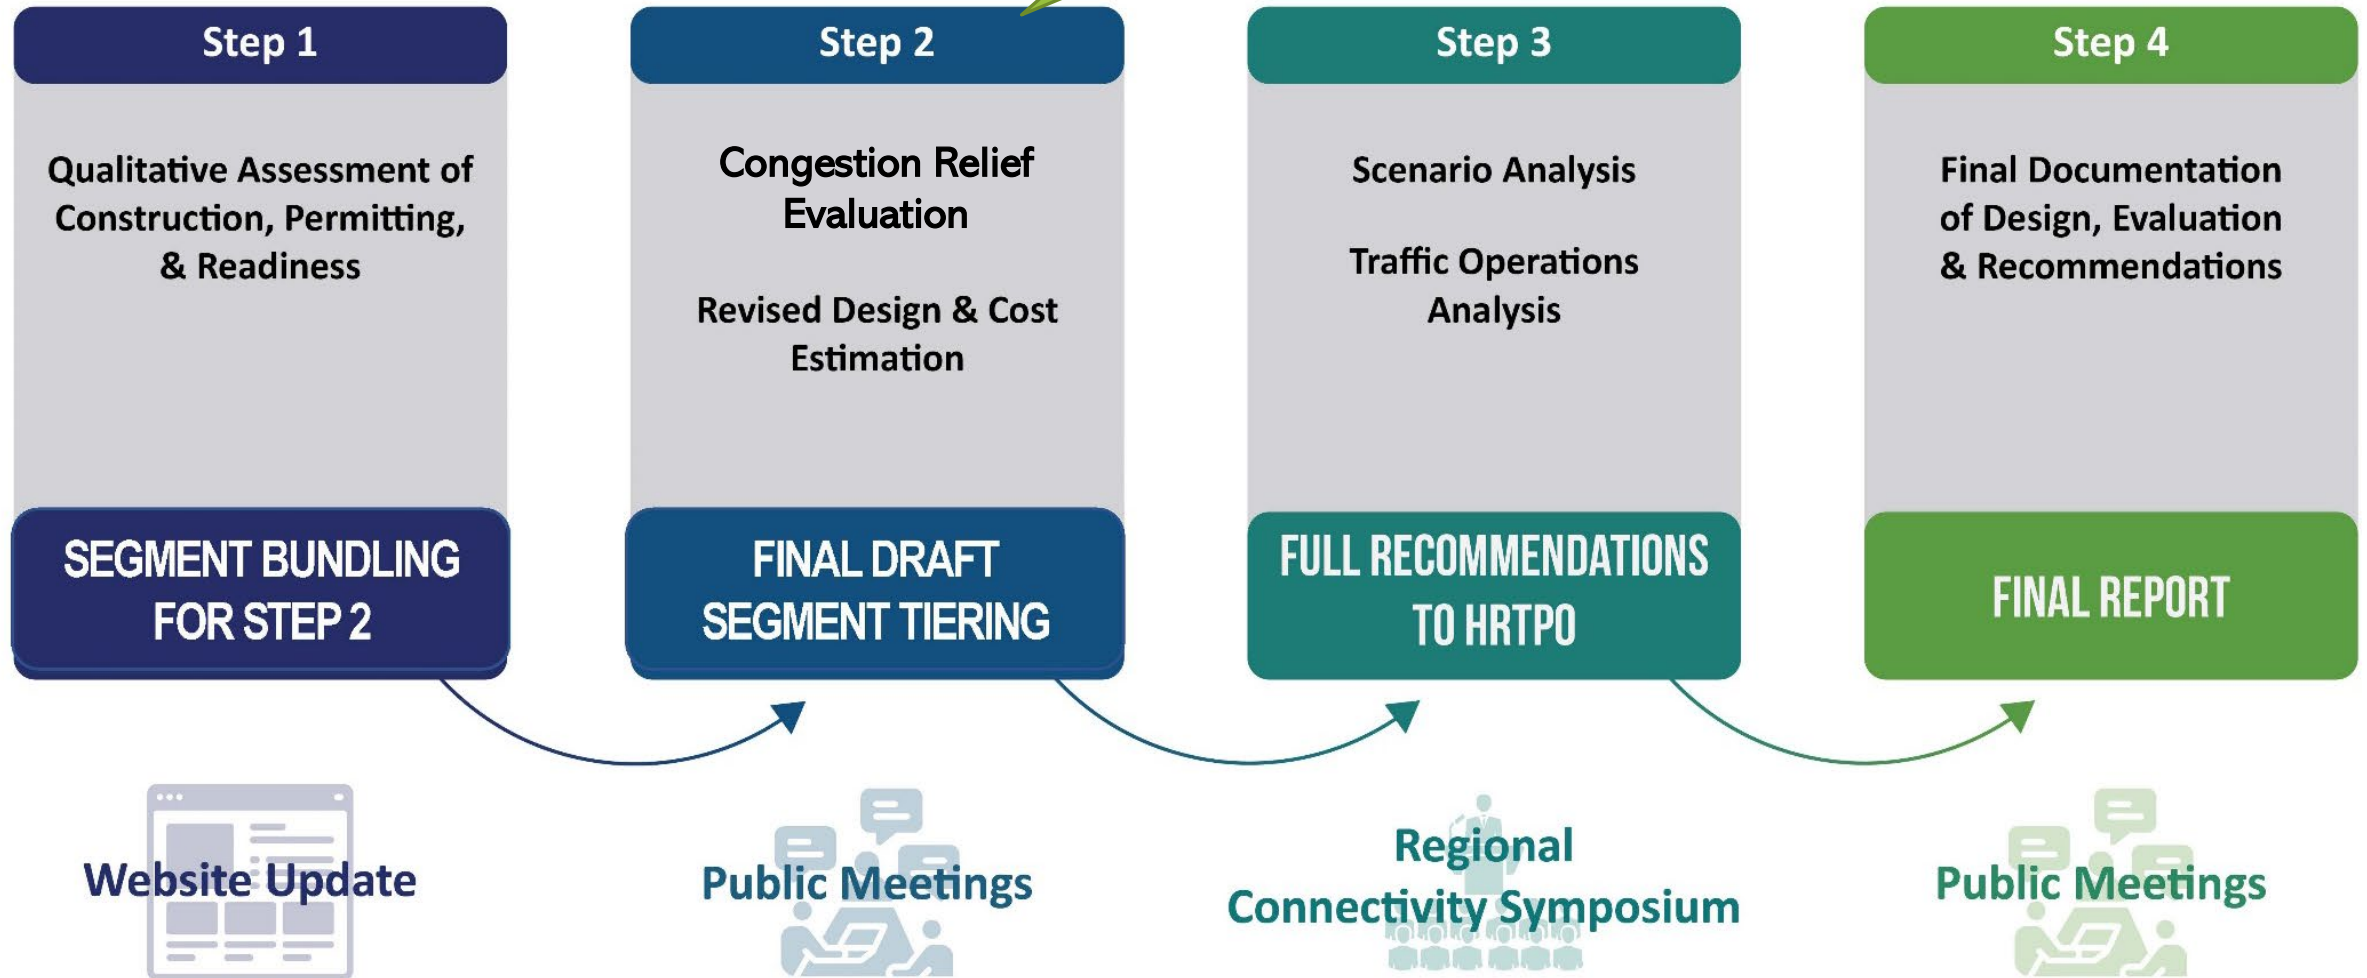 Step 1
Qualitative Assessment of
Construction, Permitting,
& Readiness
SEGMENT BUNDLING
FOR STEP 2
Website Update
Step 2
Congestion Relief
Evaluation
Revised Design & Cost
Estimation
FINAL DRAFT
SEGMENT TIERING
Public Meetings
Step 3
Scenario Analysis
Traffic Operations
Analysis
FULL RECOMMENDATIONS
TO HRTPO
Regional
Connectivity Symposium
Step 4
Final Documentation
of Design, Evaluation
& Recommendations
FINAL REPORT
Public Meetings